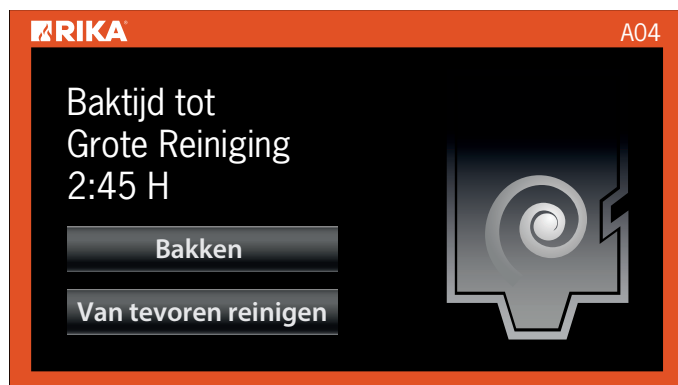 RIKA
A04
Baktijd tot
Grote Reiniging
2:45 H
Bakken
Van tevoren reinigen